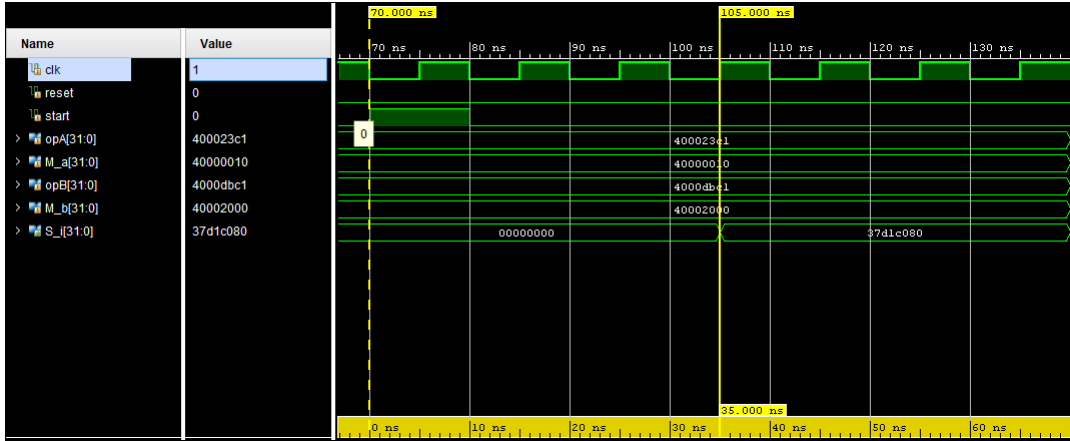 70.000 ns 105.000 ns
Name Value 70 ns 80 ns 90 ns 100 ns 110 ns 120 ns 130 ns
clk 1
reset 0
start 0
0
opA[31:0] 400023c1 400023c1
M_a[31:0] 40000010 40000010
opB[31:0] 4000dbc1 4000dbc1
M_b[31:0] 40002000 40002000
S_i[31:0] 37d1c080 00000000 37d1c080
35.000 ns
0 ns 10 ns 20 ns 30 ns 40 ns 50 ns 60 ns